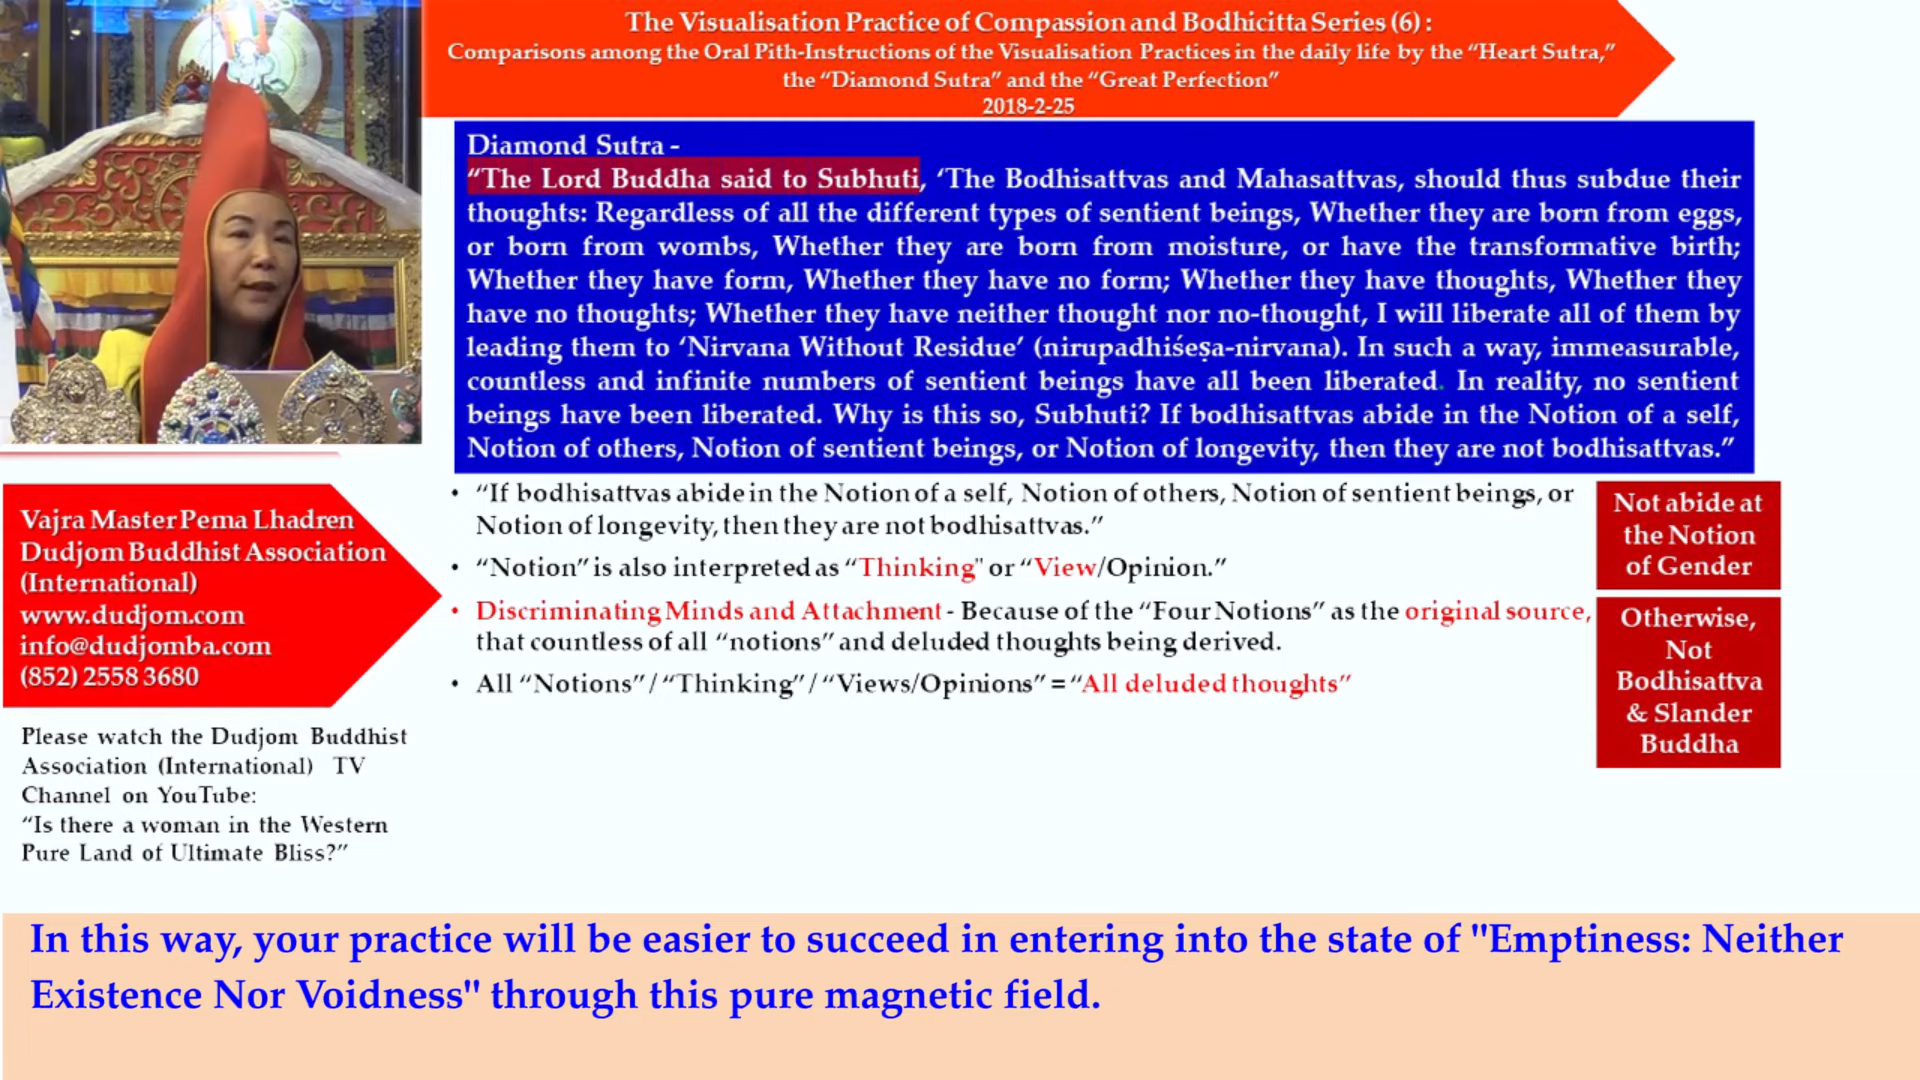 The Visualisation Practice of Compassion and Bodhicitta Series (6) :
Comparisons among the Oral Pith-Instructions of the Visualisation Practices in the daily life by the “Heart Sutra,”
the “Diamond Sutra” and the “Great Perfection”
2018-2-25
Diamond Sutra -
“The Lord Buddha said to Subhuti, ‘The Bodhisattvas and Mahasattvas, should thus subdue their
thoughts: Regardless of all the different types of sentient beings, Whether they are born from eggs,
or born from wombs, Whether they are born from moisture, or have the transformative birth;
Whether they have form, Whether they have no form; Whether they have thoughts, Whether they
have no thoughts; Whether they have neither thought nor no-thought, I will liberate all of them by
leading them to ‘Nirvana Without Residue’ (nirupadhiśeṣa-nirvana). In such a way, immeasurable,
countless and infinite numbers of sentient beings have all been liberated. In reality, no sentient
beings have been liberated. Why is this so, Subhuti? If bodhisattvas abide in the Notion of a self,
Notion of others, Notion of sentient beings, or Notion of longevity, then they are not bodhisattvas.”
• “If bodhisattvas abide in the Notion of a self, Notion of others, Notion of sentient beings, or
Notion of longevity, then they are not bodhisattvas.”
• “Notion” is also interpreted as “Thinking" or “View/Opinion.”
• Discriminating Minds and Attachment - Because of the “Four Notions” as the original source,
that countless of all “notions” and deluded thoughts being derived.
• All “Notions” / “Thinking” / “Views/Opinions” = “All deluded thoughts”
Not abide at
the Notion
of Gender
Otherwise,
Not
Bodhisattva
& Slander
Buddha
Vajra Master Pema Lhadren
Dudjom Buddhist Association
(International)
www.dudjom.com
info@dudjomba.com
(852) 2558 3680
Please watch the Dudjom Buddhist
Association (International) TV
Channel on YouTube:
“Is there a woman in the Western
Pure Land of Ultimate Bliss?”
In this way, your practice will be easier to succeed in entering into the state of "Emptiness: Neither
Existence Nor Voidness" through this pure magnetic field.